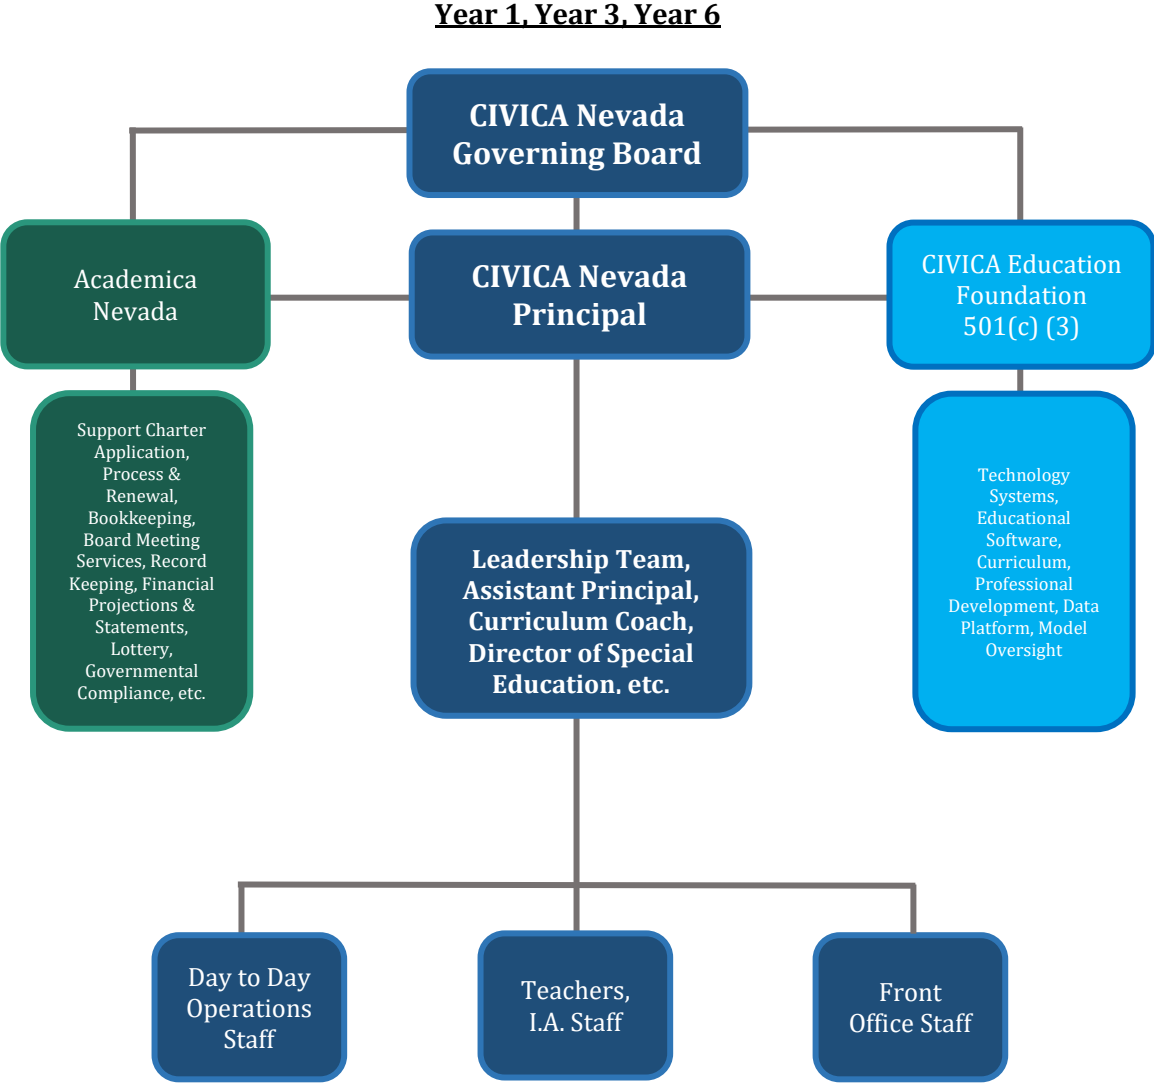 Year 1, Year 3, Year 6
CIVICA Nevada
Governing Board
Academica
Nevada
CIVICA Nevada
Principal
CIVICA Education
Foundation
501(c) (3)
Support Charter
Application,
Process &
Renewal,
Bookkeeping,
Board Meeting
Services, Record
Keeping, Financial
Projections &
Statements,
Lottery,
Governmental
Compliance, etc.
Technology
Systems,
Educational
Software,
Curriculum,
Professional
Development, Data
Platform, Model
Oversight
Leadership Team,
Assistant Principal,
Curriculum Coach,
Director of Special
Education, etc.
Day to Day
Operations
Staff
Teachers,
I.A. Staff
Front
Office Staff